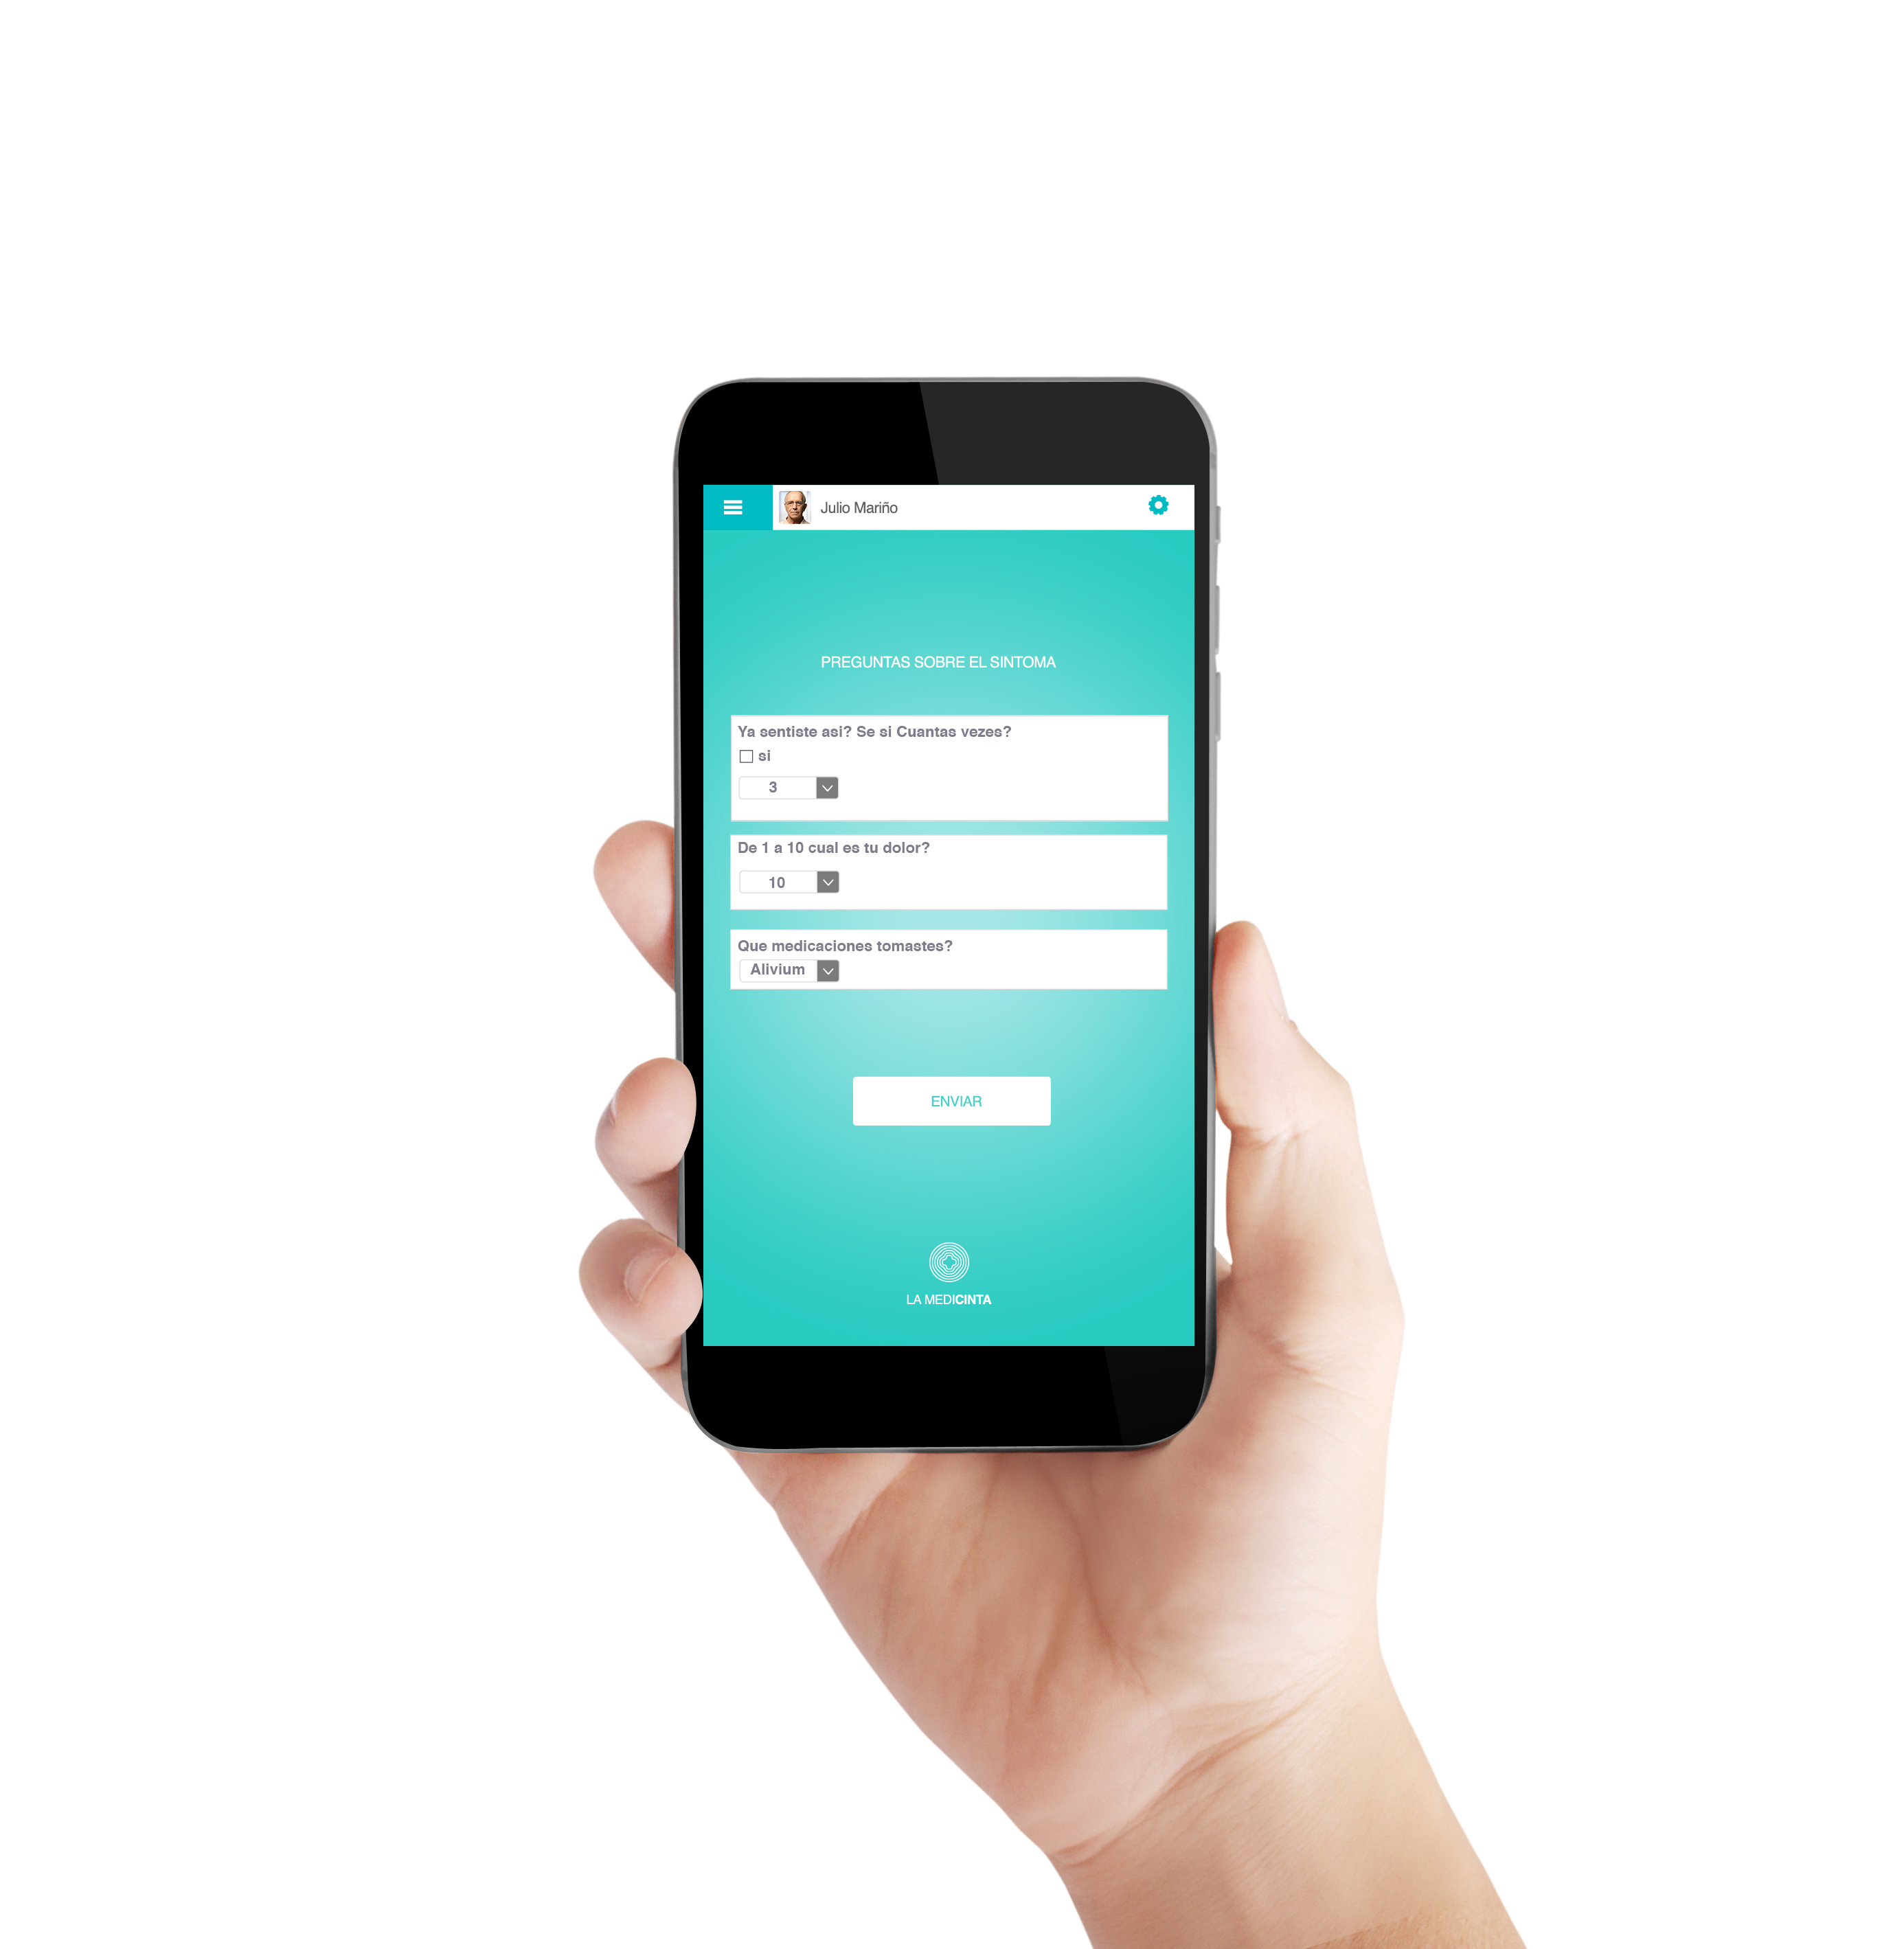 Julio Mariño
PREGUNTAS SOBRE EL SINTOMA
Ya sentiste asi? Se si Cuantas vezes?
si
3
De 1 a 10 cual es tu dolor?
10
Que medicaciones tomastes?
Alivium
ENVIAR
LA MEDICINTA